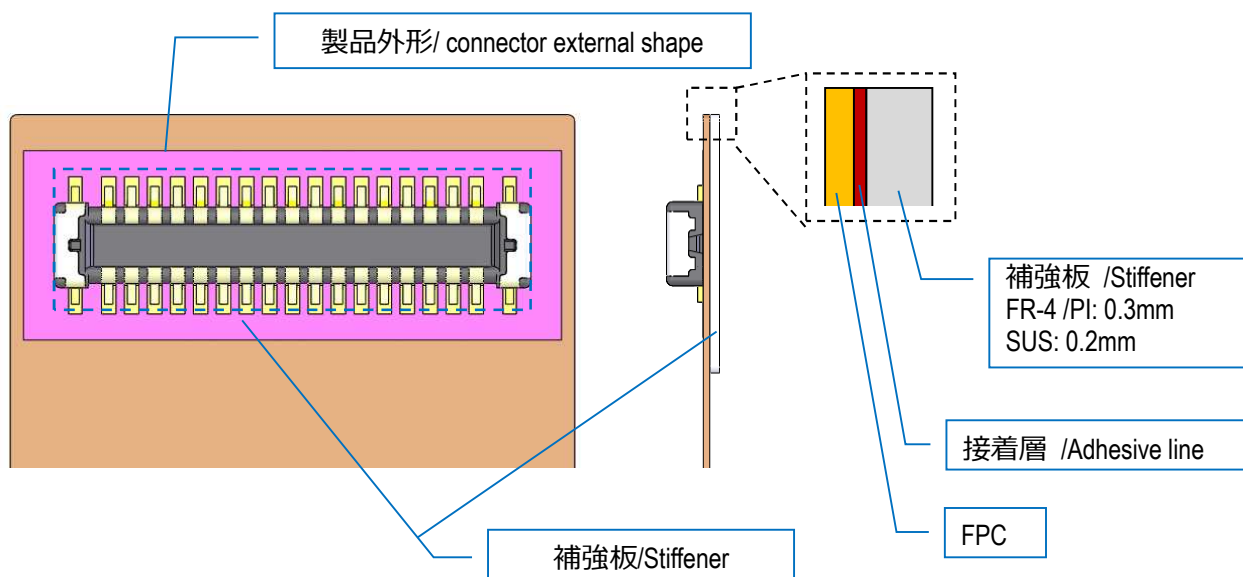 製品外形/ connector external shape
補強板 /Stiffener
FR-4 /PI: 0.3mm
SUS: 0.2mm
接着層 /Adhesive line
FPC
補強板/Stiffener